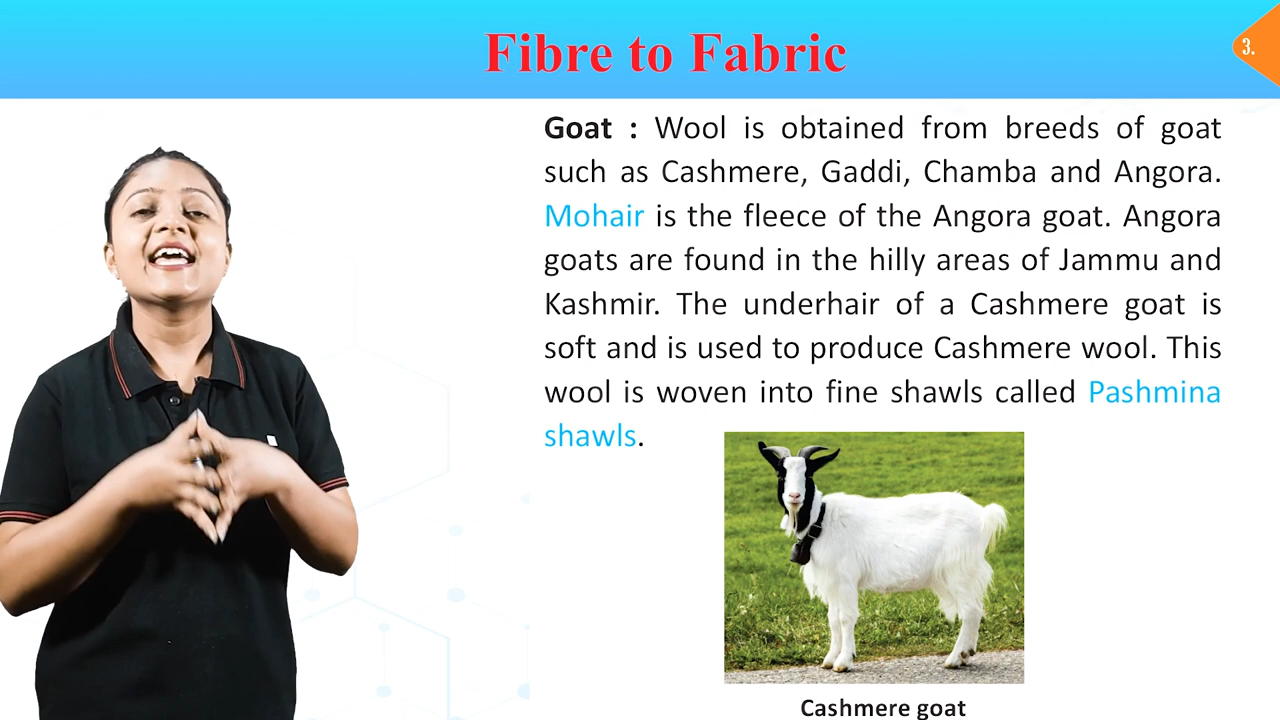 Fibre to Fabric
3.
Goat : Wool is obtained from breeds of goat
such as Cashmere, Gaddi, Chamba and Angora.
Mohair is the fleece of the Angora goat. Angora
goats are found in the hilly areas of Jammu and
Kashmir. The underhair of a Cashmere goat is
soft and is used to produce Cashmere wool. This
wool is woven into fine shawls called Pashmina
shawls.
Cashmere goat